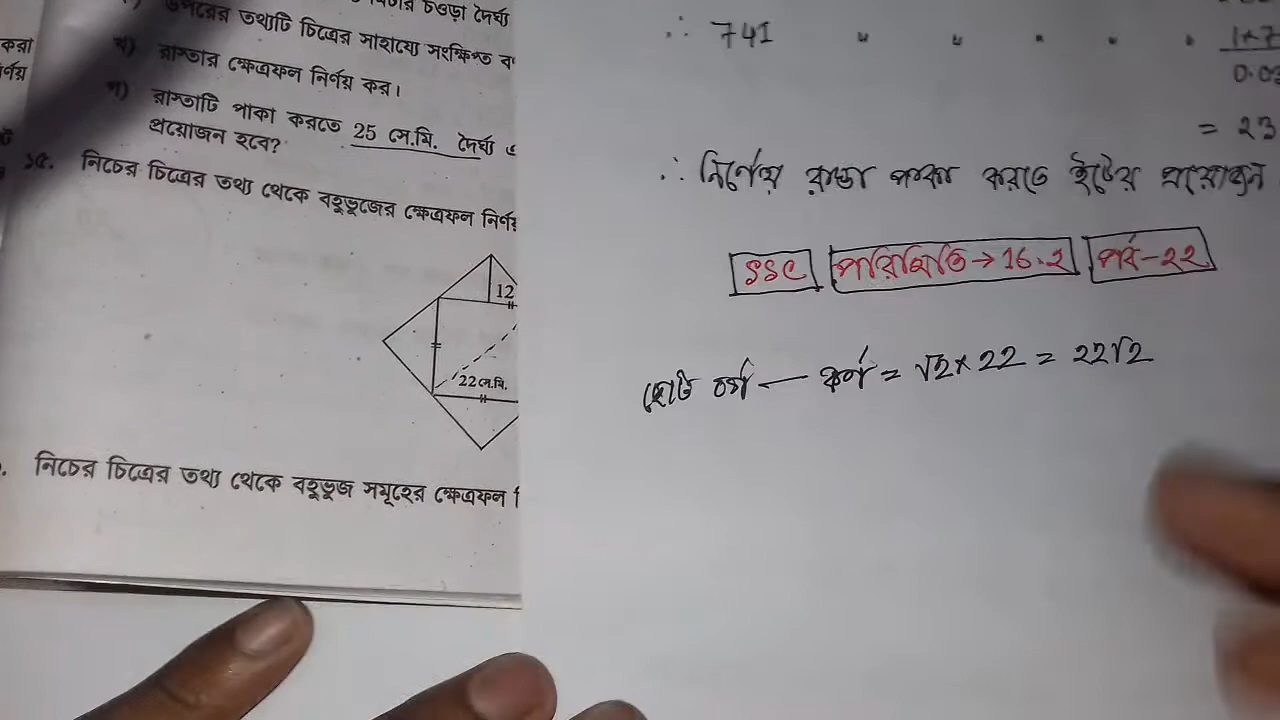 উপরের তথ্যটি চিত্রের সাহায্যে সংক্ষিপ্ত
রাস্তার ক্ষেত্রফল নির্ণয় কর।
গ) রাস্তাটি পাকা করতে 25 সে.মি. দৈর্ঘ্য
প্রয়োজন হবে?
১৫. নিচের চিত্রের তথ্য থেকে বহুভুজের ক্ষেত্রফল
12
22 সে.মি.
নিচের চিত্রের তথ্য থেকে বহুভুজ সমূহের ক্ষেত্রফল
∴ 741 " " " " "
= 23
∴ নির্ণেয় রাস্তা পাকা করতে ইটের প্রয়োজন
SSC পরিমিতি → 16.2 পর্ব-22
ছোট বর্গ — কর্ণ = √2 × 22 = 22√2